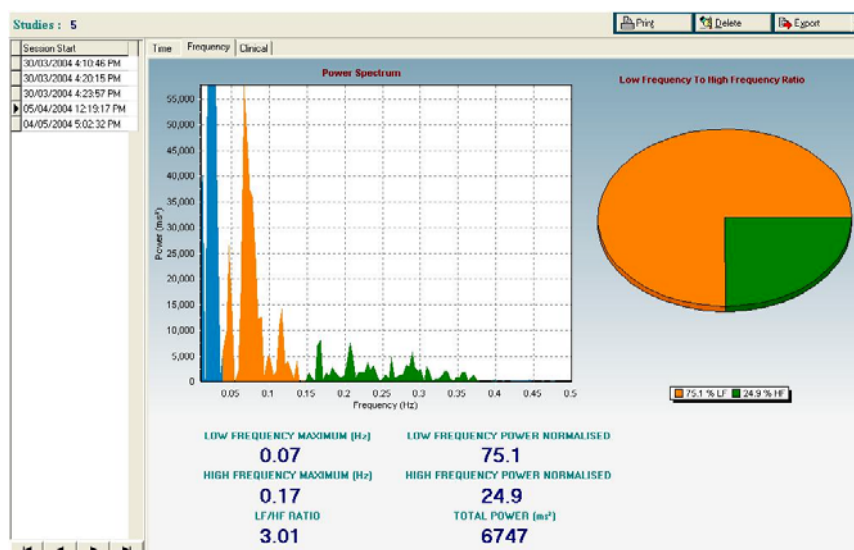 Studies : 5
Print Delete Export
Session Start
30/03/2004 4:10:46 PM
30/03/2004 4:20:15 PM
30/03/2004 4:23:57 PM
05/04/2004 12:19:17 PM
04/05/2004 5:02:32 PM
Time Frequency Clinical
Power Spectrum
Power (ms²)
55,000
50,000
45,000
40,000
35,000
30,000
25,000
20,000
15,000
10,000
5,000
0
0.05 0.1 0.15 0.2 0.25 0.3 0.35 0.4 0.45 0.5
Frequency (Hz)
Low Frequency To High Frequency Ratio
75.1 % LF 24.9 % HF
LOW FREQUENCY MAXIMUM (Hz) LOW FREQUENCY POWER NORMALISED
0.07 75.1
HIGH FREQUENCY MAXIMUM (Hz) HIGH FREQUENCY POWER NORMALISED
0.17 24.9
LF/HF RATIO TOTAL POWER (ms²)
3.01 6747